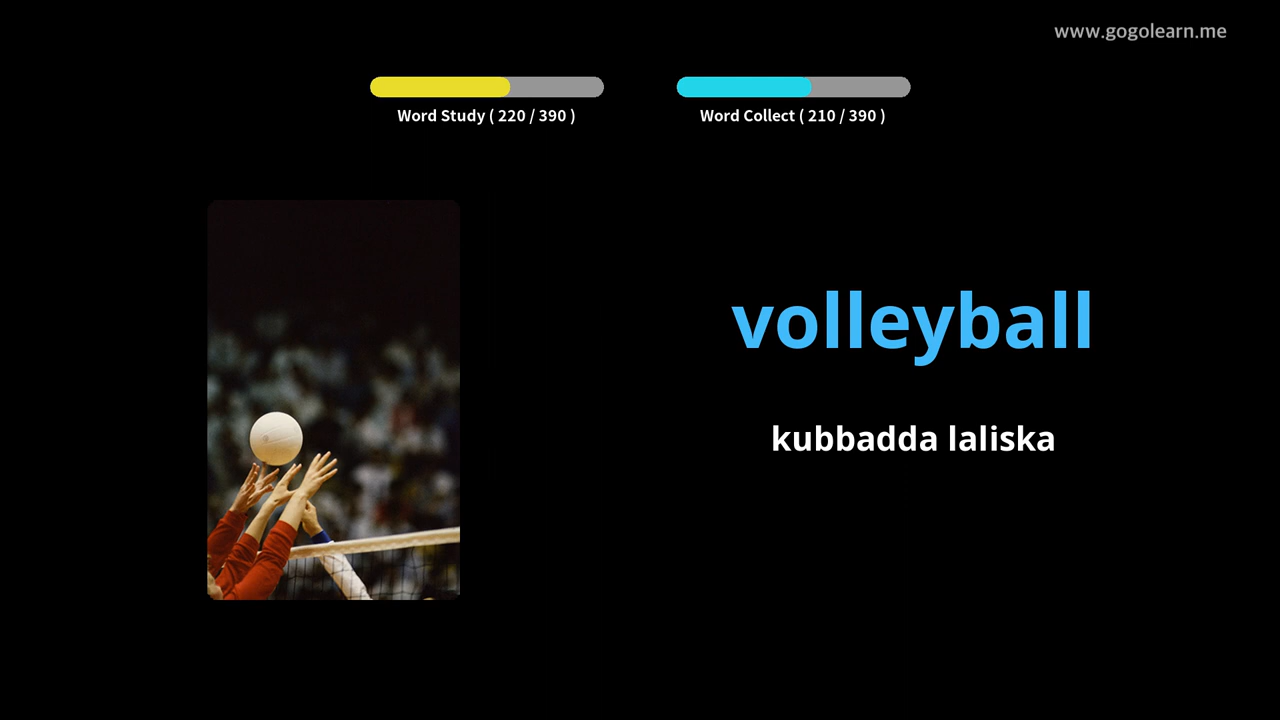 www.gogolearn.me
Word Study ( 220 / 390 )
Word Collect ( 210 / 390 )
volleyball
kubbadda laliska